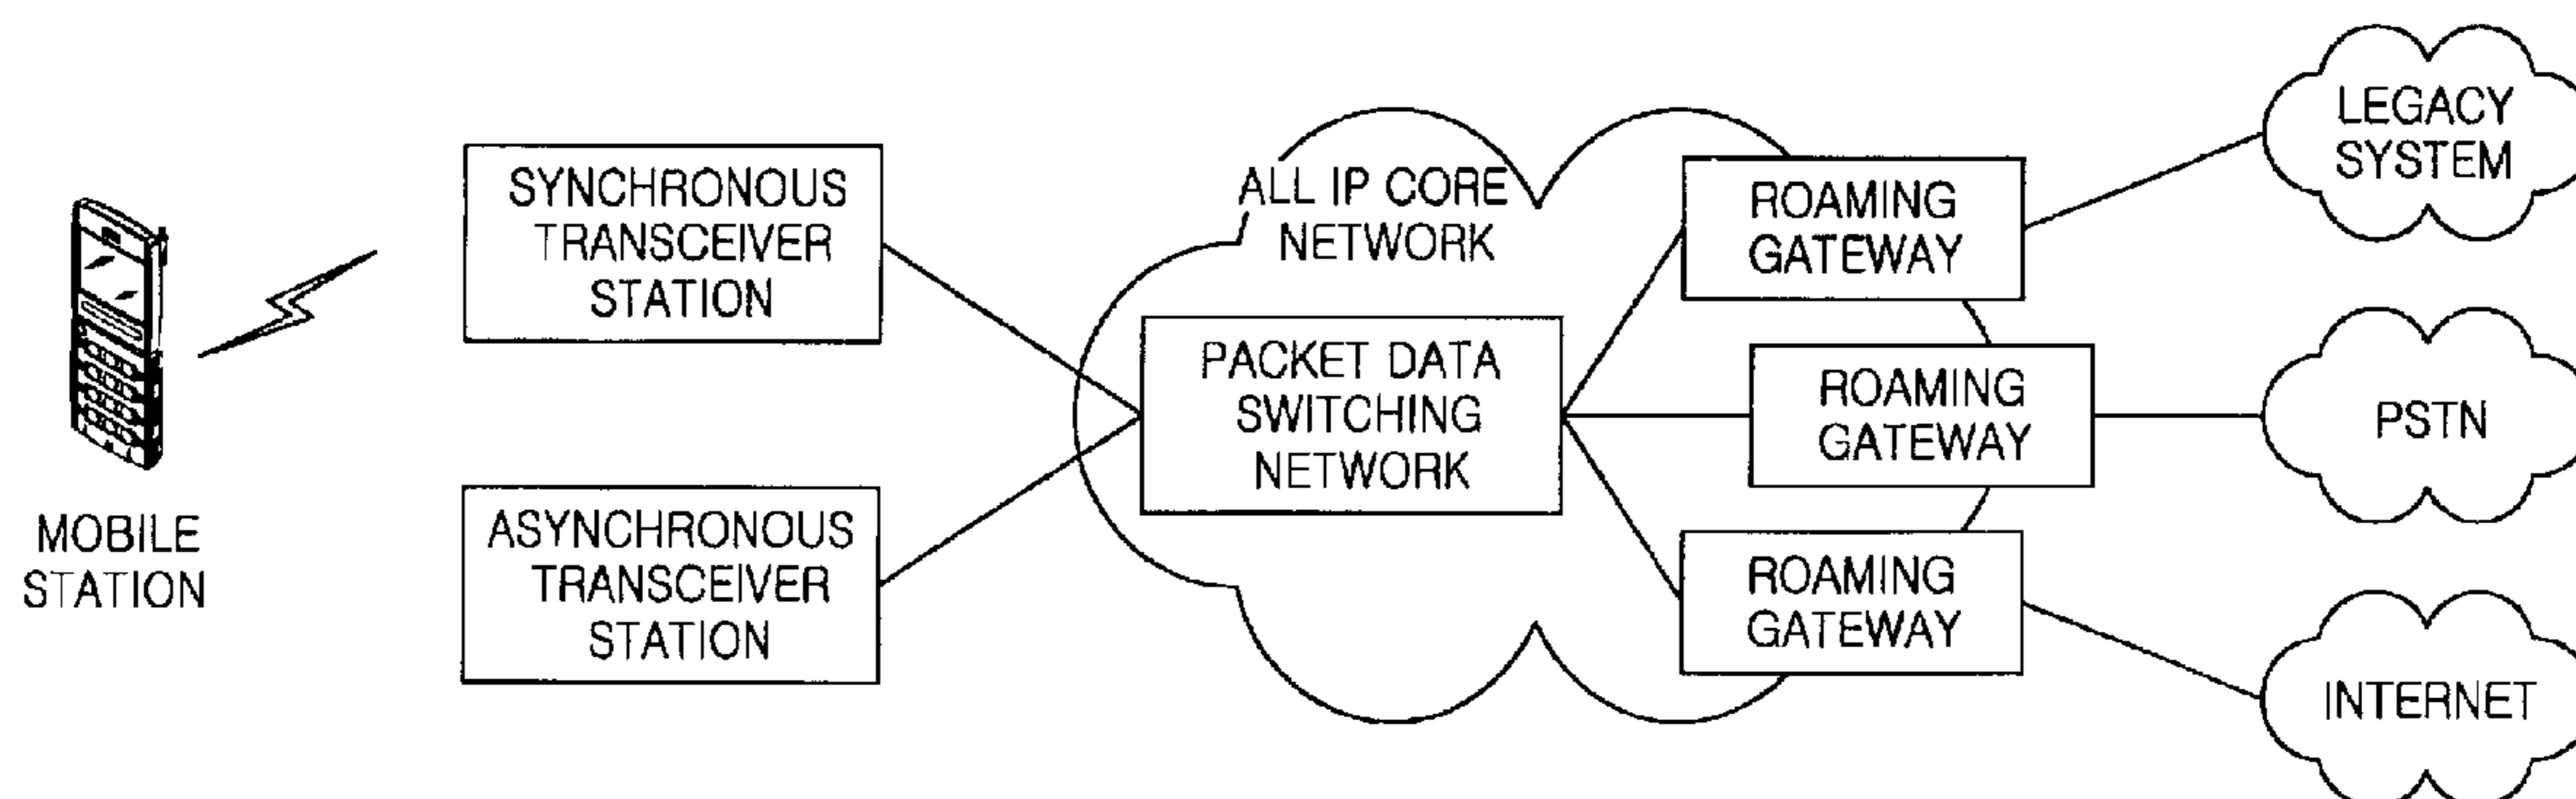 MOBILE
STATION
SYNCHRONOUS
TRANSCEIVER
STATION
ASYNCHRONOUS
TRANSCEIVER
STATION
ALL IP CORE
NETWORK
PACKET DATA
SWITCHING
NETWORK
ROAMING
GATEWAY
ROAMING
GATEWAY
ROAMING
GATEWAY
LEGACY
SYSTEM
PSTN
INTERNET